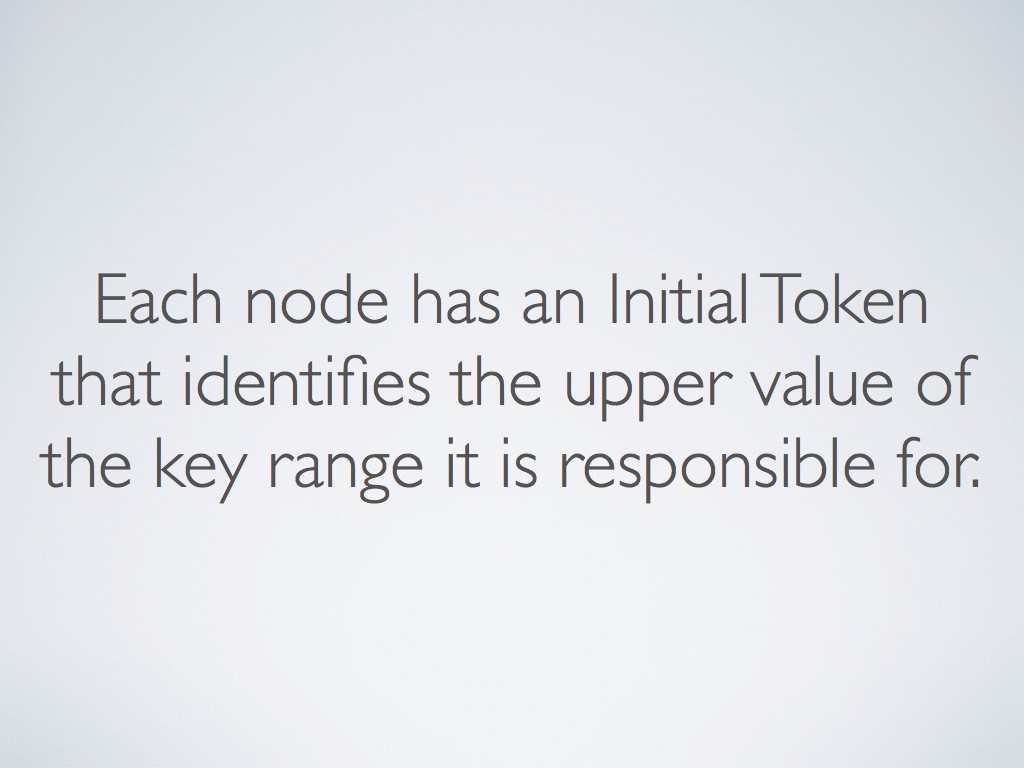 Each node has an Initial Token
that identifies the upper value of
the key range it is responsible for.